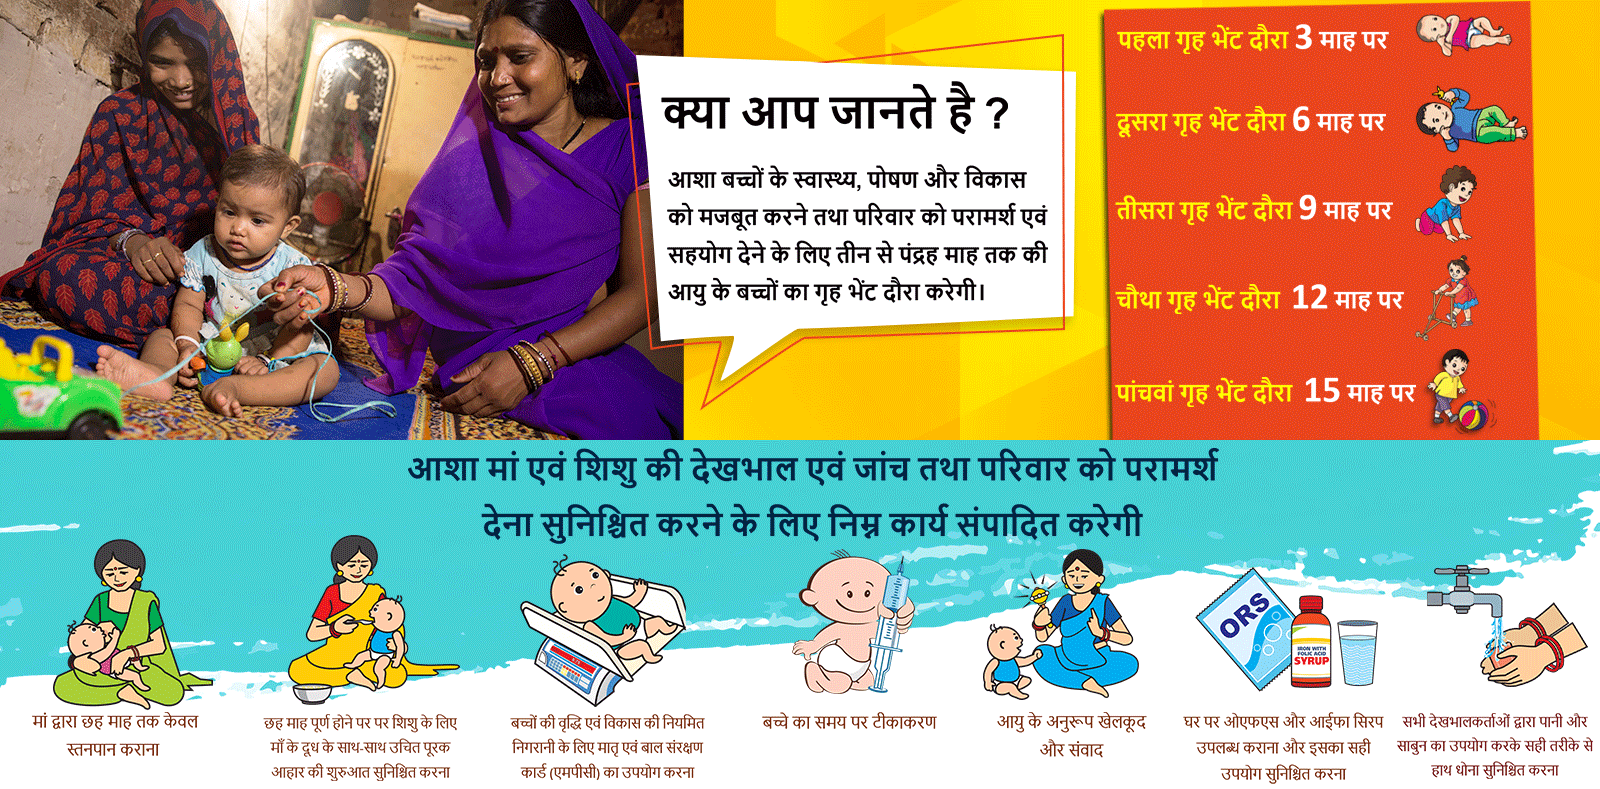 क्या आप जानते है ?
आशा बच्चों के स्वास्थ्य, पोषण और विकास
को मजबूत करने तथा परिवार को परामर्श एवं
सहयोग देने के लिए तीन से पंद्रह माह तक की
आयु के बच्चों का गृह भेंट दौरा करेगी।
पहला गृह भेंट दौरा 3 माह पर
दूसरा गृह भेंट दौरा 6 माह पर
तीसरा गृह भेंट दौरा 9 माह पर
चौथा गृह भेंट दौरा 12 माह पर
पांचवां गृह भेंट दौरा 15 माह पर
आशा मां एवं शिशु की देखभाल एवं जांच तथा परिवार को परामर्श
देना सुनिश्चित करने के लिए निम्न कार्य संपादित करेगी
मां द्वारा छह माह तक केवल
स्तनपान कराना
छह माह पूर्ण होने पर पर शिशु के लिए
माँ के दूध के साथ-साथ उचित पूरक
आहार की शुरुआत सुनिश्चित करना
बच्चों की वृद्धि एवं विकास की नियमित
निगरानी के लिए मातृ एवं बाल संरक्षण
कार्ड (एमपीसी) का उपयोग करना
बच्चे का समय पर टीकाकरण
आयु के अनुरूप खेलकूद
और संवाद
ORS
IRON WITH
FOLIC ACID
SYRUP
घर पर ओएफएस और आईफा सिरप
उपलब्ध कराना और इसका सही
उपयोग सुनिश्चित करना
सभी देखभालकर्ताओं द्वारा पानी और
साबुन का उपयोग करके सही तरीके से
हाथ धोना सुनिश्चित करना